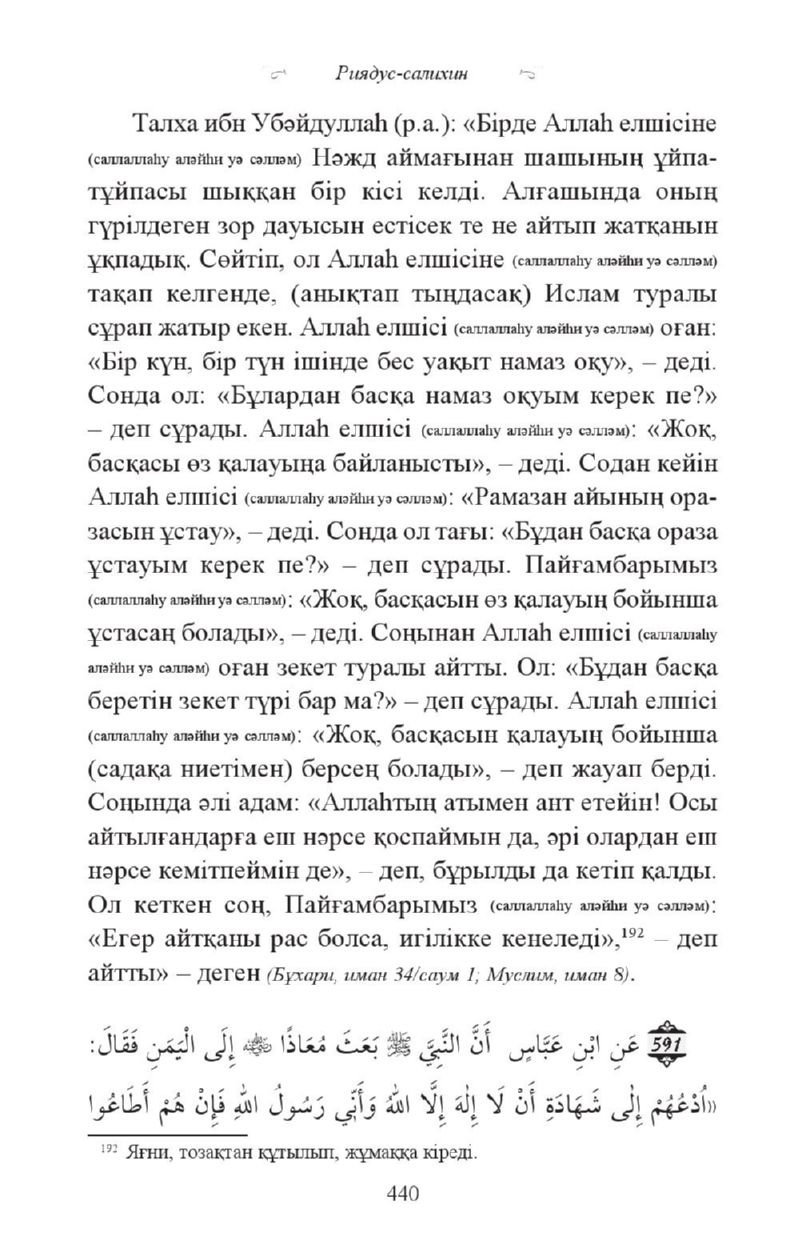 Риядус-салихин
Талха ибн Убәйдуллаһ (р.а.): «Бірде Аллаһ елшісіне
(саллаллаһу аләйһи уә сәлләм) Нәжд аймағынан шашының ұйпа-
тұйпасы шыққан бір кісі келді. Алғашында оның
гүрілдеген зор дауысын естісек те не айтып жатқанын
ұқпадық. Сөйтіп, ол Аллаһ елшісіне (саллаллаһу аләйһи уә сәлләм)
тақап келгенде, (анықтап тыңдасақ) Ислам туралы
сұрап жатыр екен. Аллаһ елшісі (саллаллаһу аләйһи уә сәлләм) оған:
«Бір күн, бір түн ішінде бес уақыт намаз оқу», – деді.
Сонда ол: «Бұлардан басқа намаз оқуым керек пе?»
– деп сұрады. Аллаһ елшісі (саллаллаһу аләйһи уә сәлләм): «Жоқ,
басқасы өз қалауыңа байланысты», – деді. Содан кейін
Аллаһ елшісі (саллаллаһу аләйһи уә сәлләм): «Рамазан айының ора-
засын ұстау», – деді. Сонда ол тағы: «Бұдан басқа ораза
ұстауым керек пе?» – деп сұрады. Пайғамбарымыз
(саллаллаһу аләйһи уә сәлләм): «Жоқ, басқасын өз қалауың бойынша
ұстасаң болады», – деді. Соңынан Аллаһ елшісі (саллаллаһу
аләйһи уә сәлләм) оған зекет туралы айтты. Ол: «Бұдан басқа
беретін зекет түрі бар ма?» – деп сұрады. Аллаһ елшісі
(саллаллаһу аләйһи уә сәлләм): «Жоқ, басқасын қалауың бойынша
(садақа ниетімен) берсең болады», – деп жауап берді.
Соңында әлі адам: «Аллаһтың атымен ант етейін! Осы
айтылғандарға еш нәрсе қоспаймын да, әрі олардан еш
нәрсе кемітпеймін де», – деп, бұрылды да кетіп қалды.
Ол кеткен соң, Пайғамбарымыз (саллаллаһу аләйһи уә сәлләм):
«Егер айтқаны рас болса, игілікке кенеледі»,¹⁹² – деп
айтты» – деген (Бұхари, иман 34/саум 1; Муслим, иман 8).
591 عَنِ ابْنِ عَبَّاسٍ أَنَّ النَّبِيَّ ﷺ بَعَثَ مُعَاذًا ﷺ إِلَى الْيَمَنِ فَقَالَ:
«اُدْعُهُمْ إِلَى شَهَادَةِ أَنْ لَا إِلٰهَ إِلَّا اللهُ وَأَنِّي رَسُولُ اللهِ فَإِنْ هُمْ أَطَاعُوا
¹⁹² Яғни, тозақтан құтылып, жұмаққа кіреді.
440